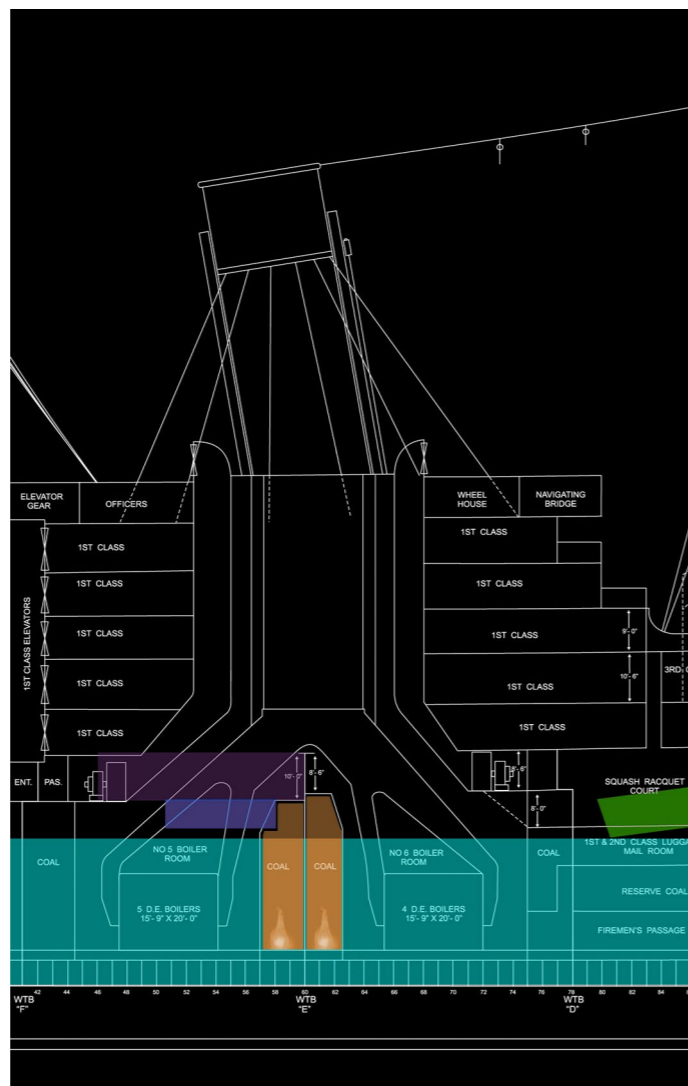 ELEVATOR
GEAR
OFFICERS
WHEEL
HOUSE
NAVIGATING
BRIDGE
1ST CLASS
1ST CLASS
1ST CLASS
1ST CLASS
1ST CLASS
1ST CLASS ELEVATORS
1ST CLASS
1ST CLASS
9'- 0"
1ST CLASS
10'- 6"
3RD
1ST CLASS
1ST CLASS
1ST CLASS
ENT.
PAS.
10'- 0"
8'- 6"
8'- 6"
8'- 0"
SQUASH RACQUET
COURT
COAL
NO 5 BOILER
ROOM
COAL
COAL
NO 6 BOILER
ROOM
COAL
1ST & 2ND CLASS LUGGA
MAIL ROOM
5 D.E. BOILERS
15'- 9" X 20'- 0"
4 D.E. BOILERS
15'- 9" X 20'- 0"
RESERVE COAL
FIREMEN'S PASSAGE
42 44 46 48 50 52 54 56 58 60 62 64 66 68 70 72 74 76 78 80 82 84
WTB
"F"
WTB
"E"
WTB
"D"